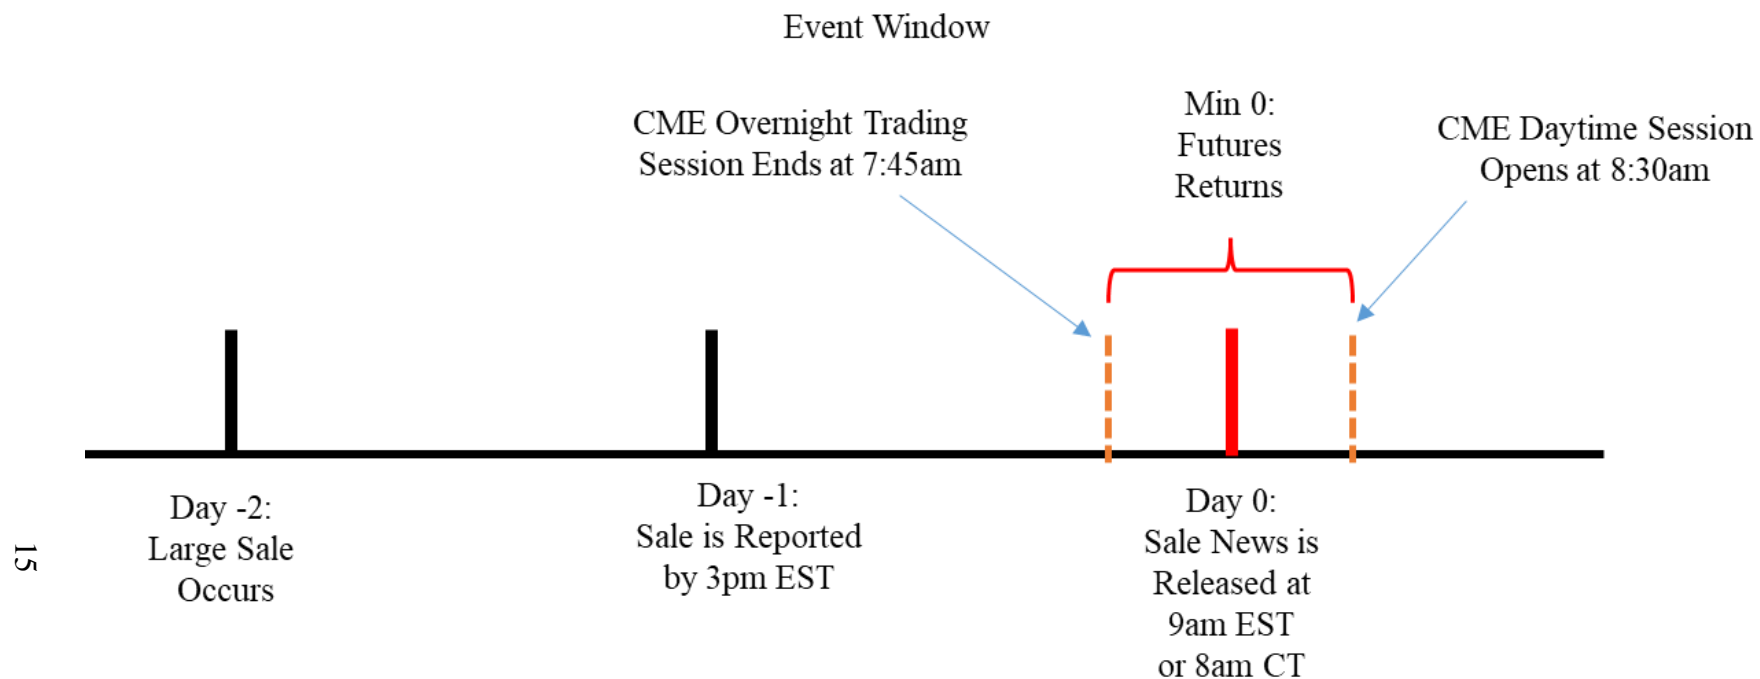 Event Window
CME Overnight Trading
Session Ends at 7:45am
Min 0:
Futures
Returns
CME Daytime Session
Opens at 8:30am
Day -2:
Large Sale
Occurs
Day -1:
Sale is Reported
by 3pm EST
Day 0:
Sale News is
Released at
9am EST
or 8am CT
15